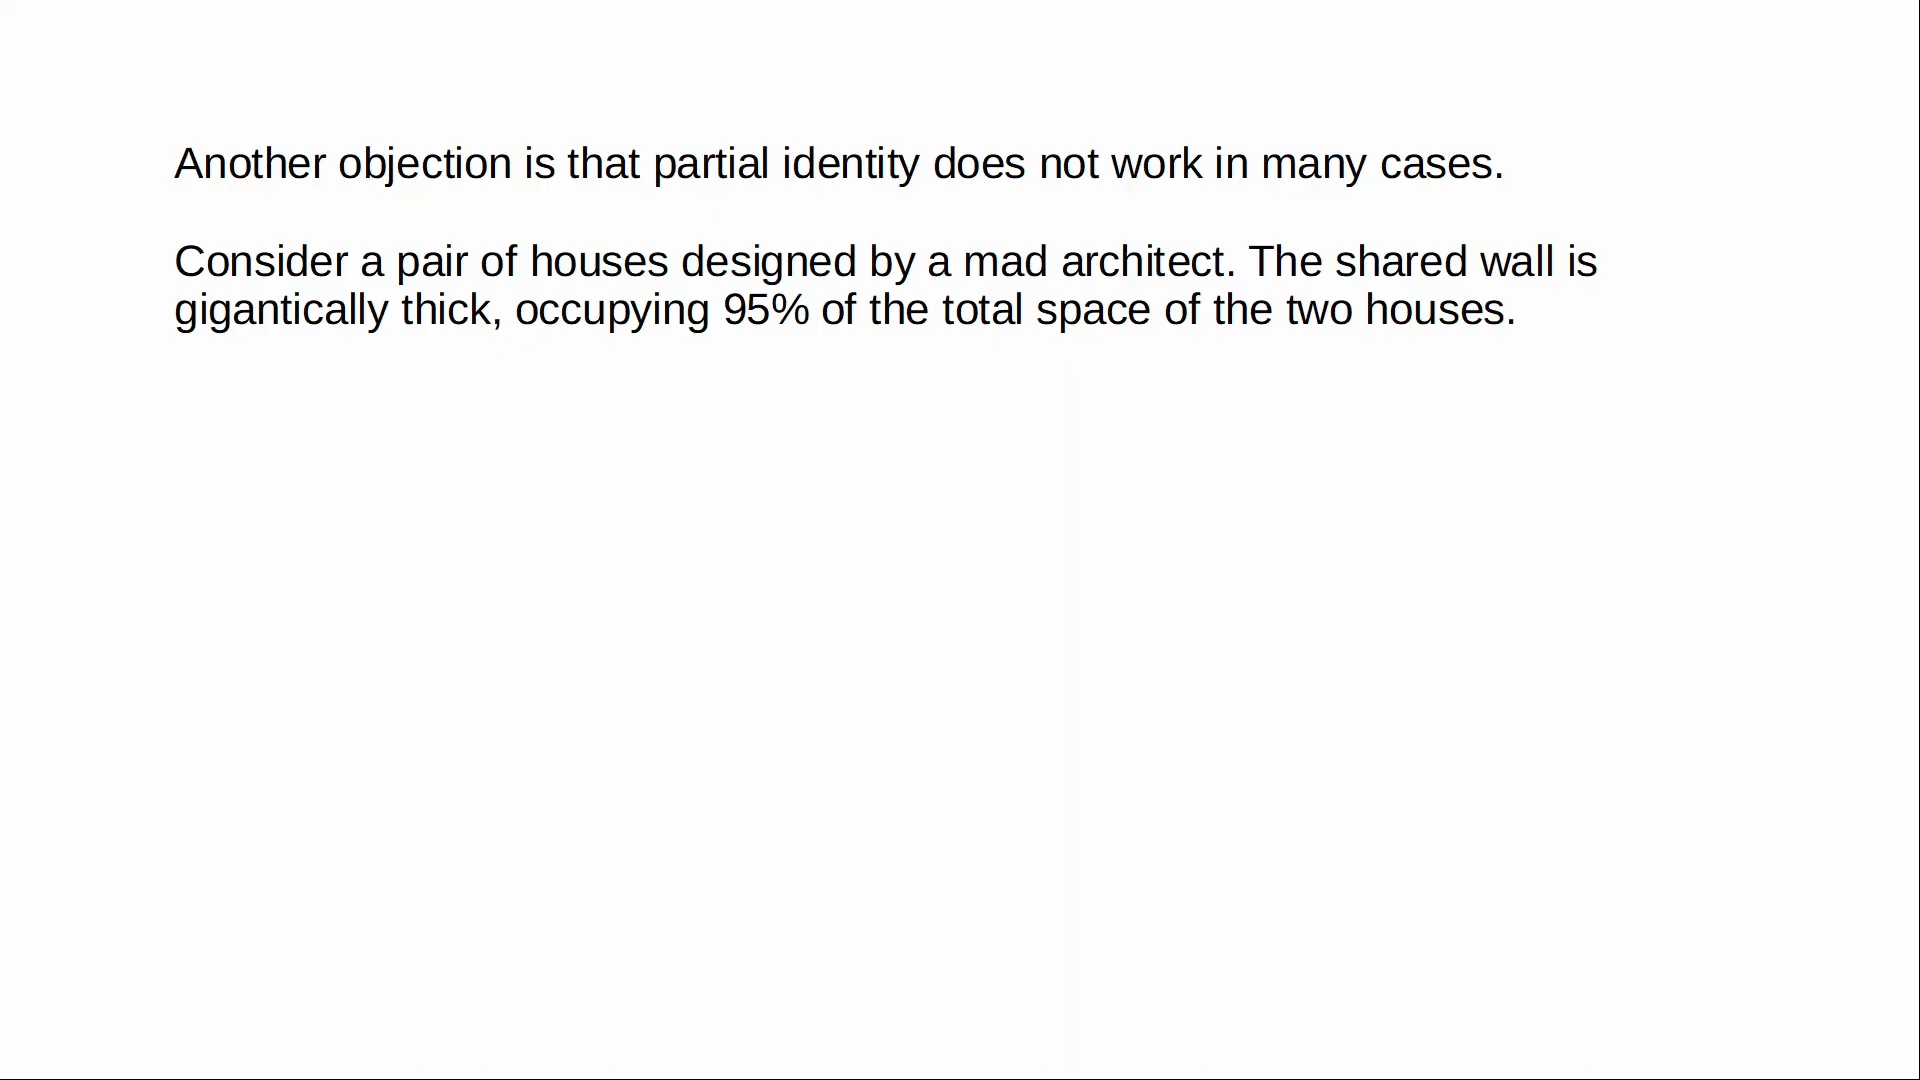 Another objection is that partial identity does not work in many cases.
Consider a pair of houses designed by a mad architect. The shared wall is
gigantically thick, occupying 95% of the total space of the two houses.